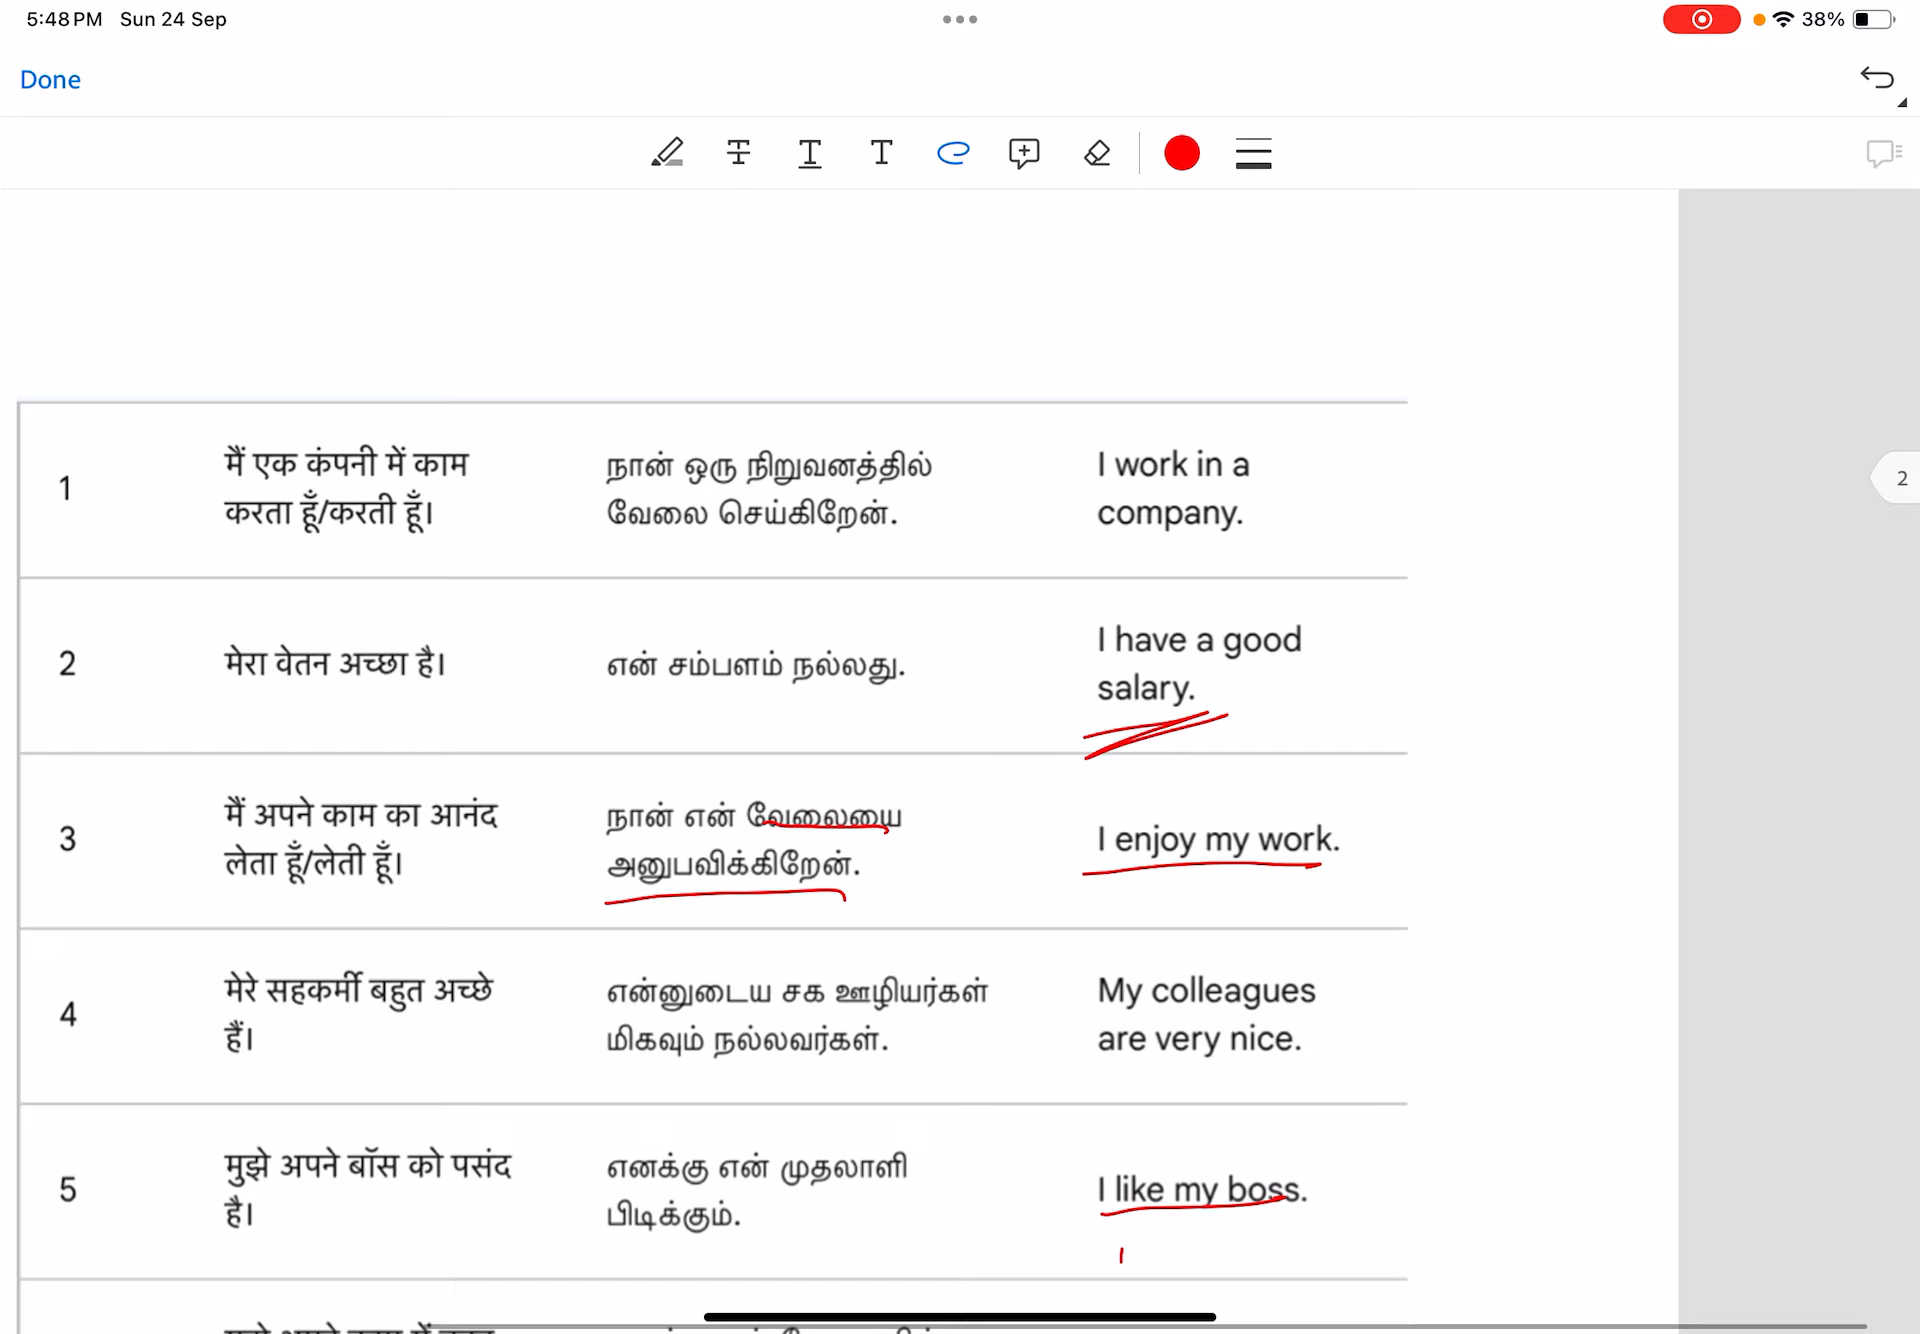 5:48 PM Sun 24 Sep
38%
Done
2
1
मैं एक कंपनी में काम
करता हूँ/करती हूँ।
நான் ஒரு நிறுவனத்தில்
வேலை செய்கிறேன்.
I work in a
company.
2
मेरा वेतन अच्छा है।
என் சம்பளம் நல்லது.
I have a good
salary.
3
मैं अपने काम का आनंद
लेता हूँ/लेती हूँ।
நான் என் வேலையை
அனுபவிக்கிறேன்.
I enjoy my work.
4
मेरे सहकर्मी बहुत अच्छे
हैं।
என்னுடைய சக ஊழியர்கள்
மிகவும் நல்லவர்கள்.
My colleagues
are very nice.
5
मुझे अपने बॉस को पसंद
है।
எனக்கு என் முதலாளி
பிடிக்கும்.
I like my boss.